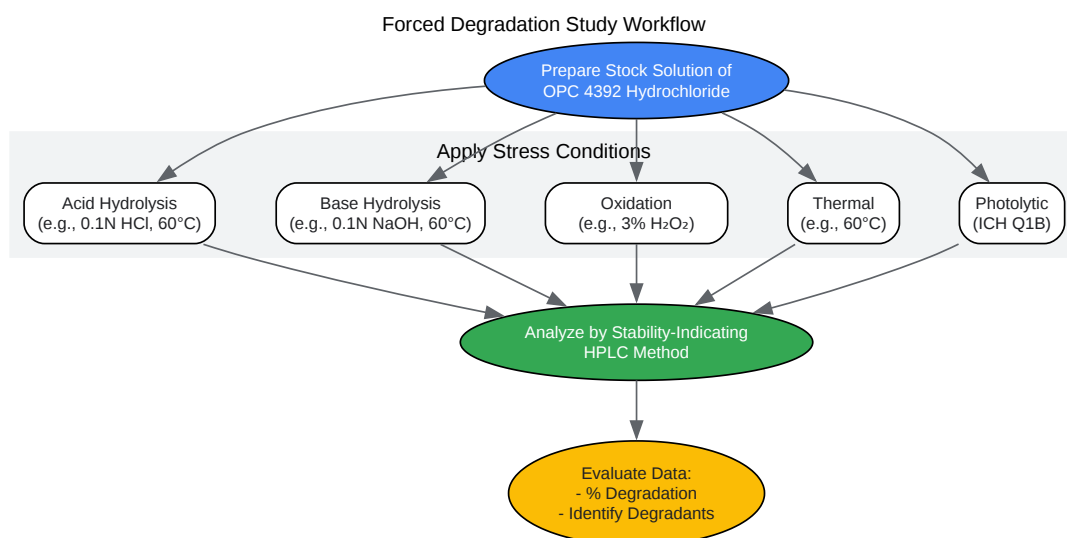 Forced Degradation Study Workflow
Prepare Stock Solution of
OPC 4392 Hydrochloride
Apply Stress Conditions
Acid Hydrolysis
(e.g., 0.1N HCl, 60°C)
Base Hydrolysis
(e.g., 0.1N NaOH, 60°C)
Oxidation
(e.g., 3% H₂O₂)
Thermal
(e.g., 60°C)
Photolytic
(ICH Q1B)
Analyze by Stability-Indicating
HPLC Method
Evaluate Data:
- % Degradation
- Identify Degradants